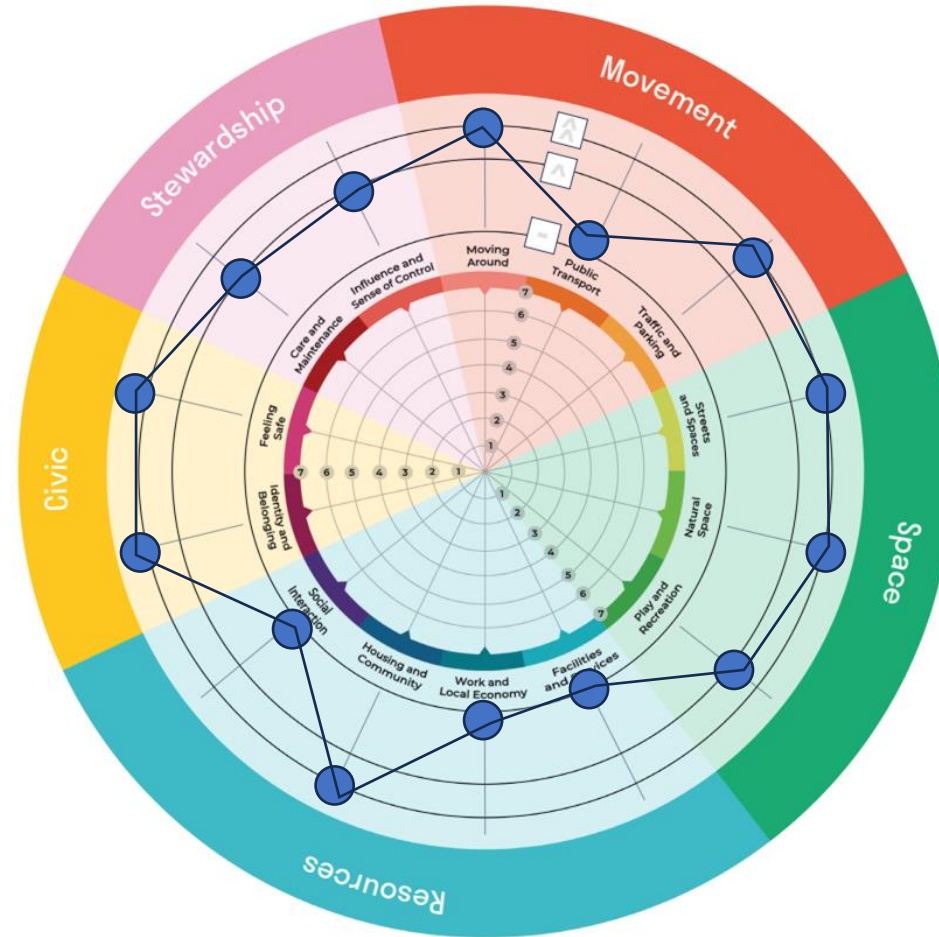 Movement
Space
Resources
Civic
Stewardship
Moving
Around
Public
Transport
Traffic and
Parking
Streets
and Spaces
Natural
Space
Play and
Recreation
Facilities
and Services
Work and
Local Economy
Housing and
Community
Social
Interaction
Identity and
Belonging
Feeling
Safe
Care and
Maintenance
Influence and
Sense of Control
7
6
5
4
3
2
1
7 6 5 4 3 2 1
1
2
3
4
5
6
7